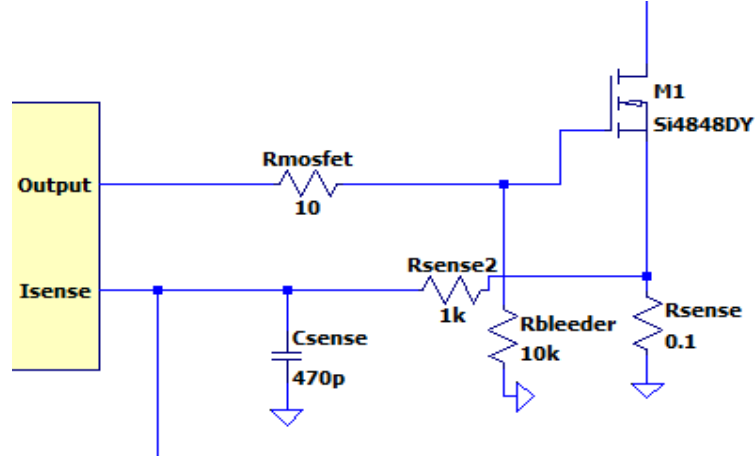 M1
Si4848DY
Rmosfet
10
Output
Isense
Rsense2
1k
Csense
470p
Rbleeder
10k
Rsense
0.1